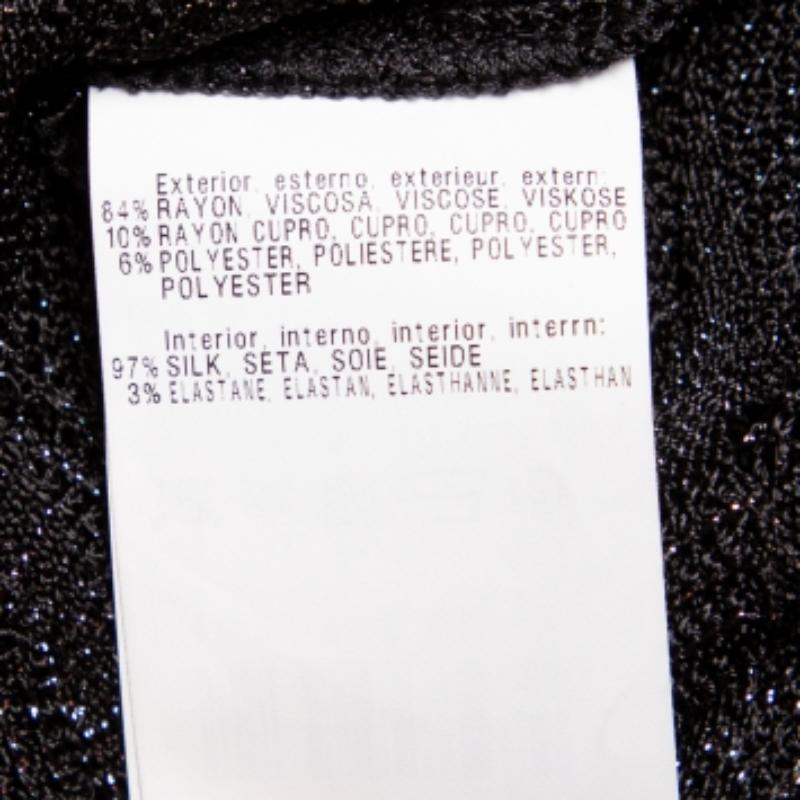 Exterior, esterno, exterieur, extern:
84% RAYON, VISCOSA, VISCOSE, VISKOSE
10% RAYON CUPRO, CUPRO, CUPRO, CUPRO
6% POLYESTER, POLIESTERE, POLYESTER,
POLYESTER
Interior, interno, interior, interrn:
97% SILK, SETA, SOIE, SEIDE
3% ELASTANE, ELASTAN, ELASTHANNE, ELASTHAN